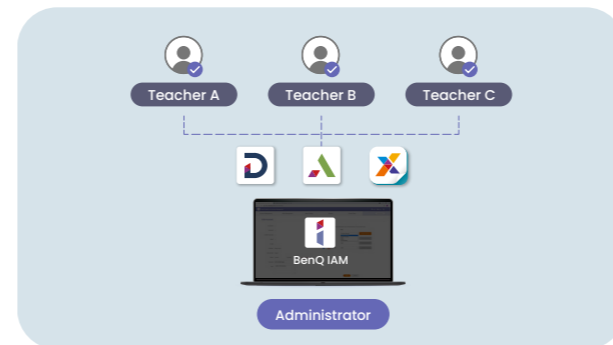 Teacher A
Teacher B
Teacher C
BenQ IAM
Administrator